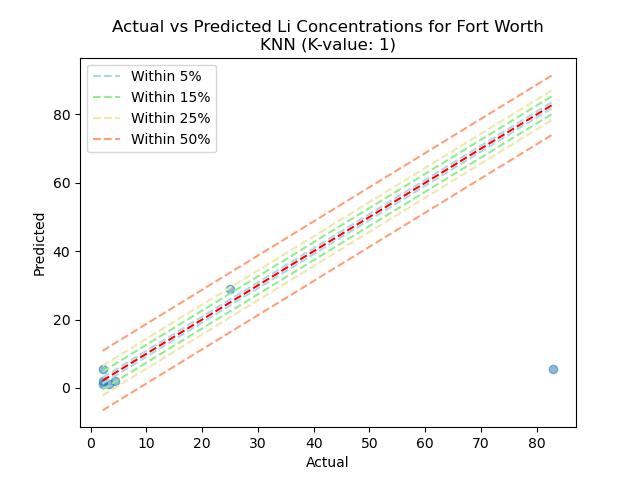 Actual vs Predicted Li Concentrations for Fort Worth
KNN (K-value: 1)
Within 5%
Within 15%
Within 25%
Within 50%
80
60
40
20
0
Predicted
0 10 20 30 40 50 60 70 80
Actual